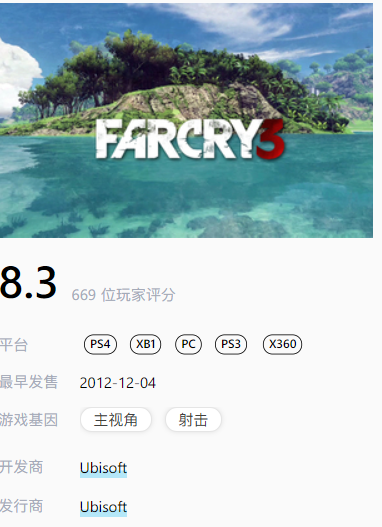 FARCRY3
8.3 669 位玩家评分
平台 PS4 XB1 PC PS3 X360
最早发售 2012-12-04
游戏基因 主视角 射击
开发商 Ubisoft
发行商 Ubisoft